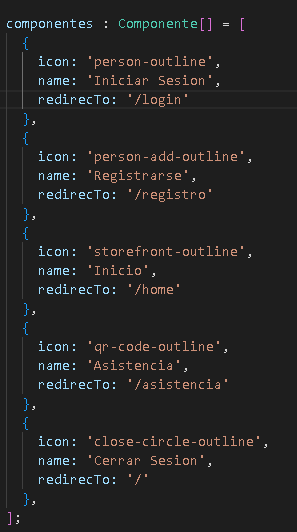 componentes : Componente[] = [
  {
    icon: 'person-outline',
    name: 'Iniciar Sesion',
    redirecTo: '/login'
  },
  {
    icon: 'person-add-outline',
    name: 'Registrarse',
    redirecTo: '/registro'
  },
  {
    icon: 'storefront-outline',
    name: 'Inicio',
    redirecTo: '/home'
  },
  {
    icon: 'qr-code-outline',
    name: 'Asistencia',
    redirecTo: '/asistencia'
  },
  {
    icon: 'close-circle-outline',
    name: 'Cerrar Sesion',
    redirecTo: '/'
  },
];